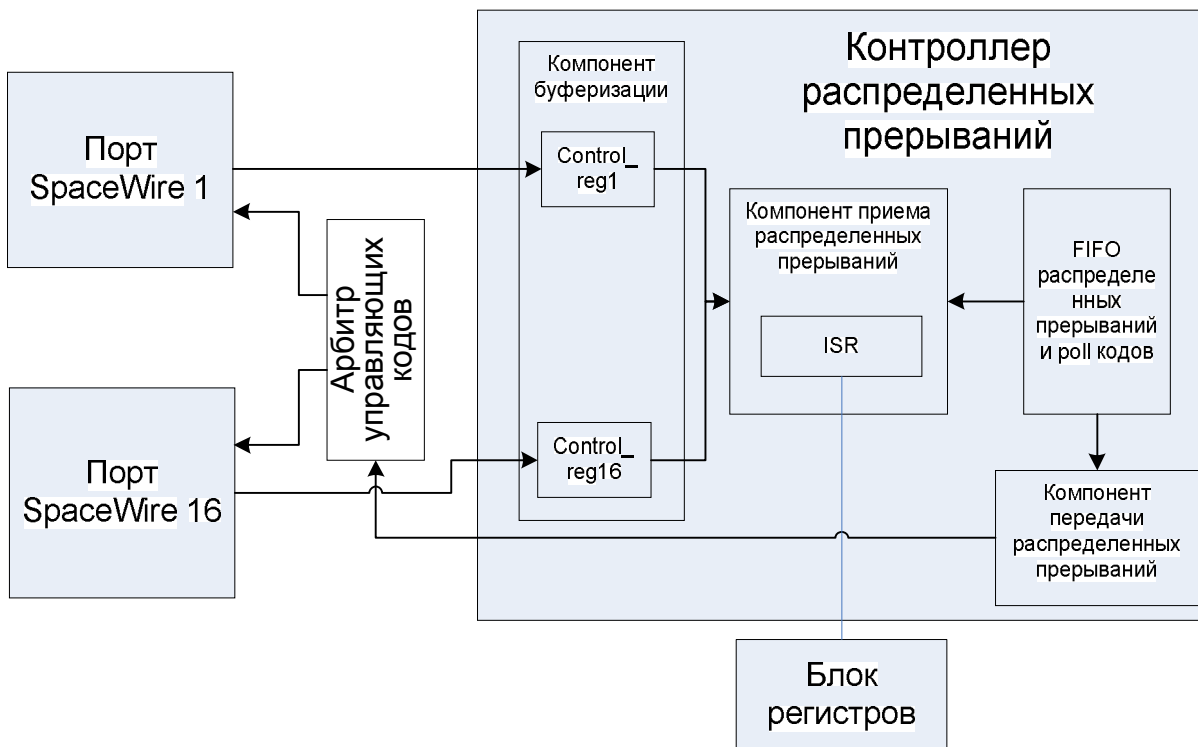 Контроллер
распределенных
прерываний
Компонент
буферизации
Порт
SpaceWire 1
Control_
reg1
Компонент приема
распределенных
прерываний
ISR
FIFO
распределе
нных
прерываний
и poll кодов
Арбитр
управляющих
кодов
Порт
SpaceWire 16
Control_
reg16
Компонент
передачи
распределенных
прерываний
Блок
регистров